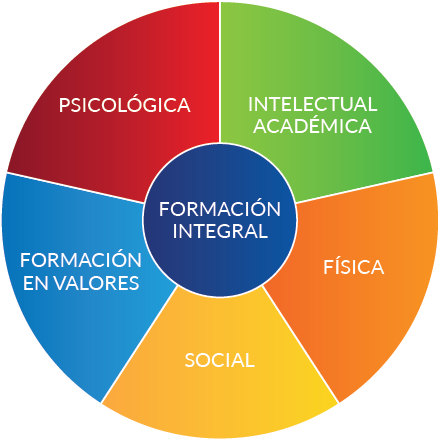 PSICOLÓGICA
INTELECTUAL
ACADÉMICA
FORMACIÓN
INTEGRAL
FORMACIÓN
EN VALORES
FÍSICA
SOCIAL